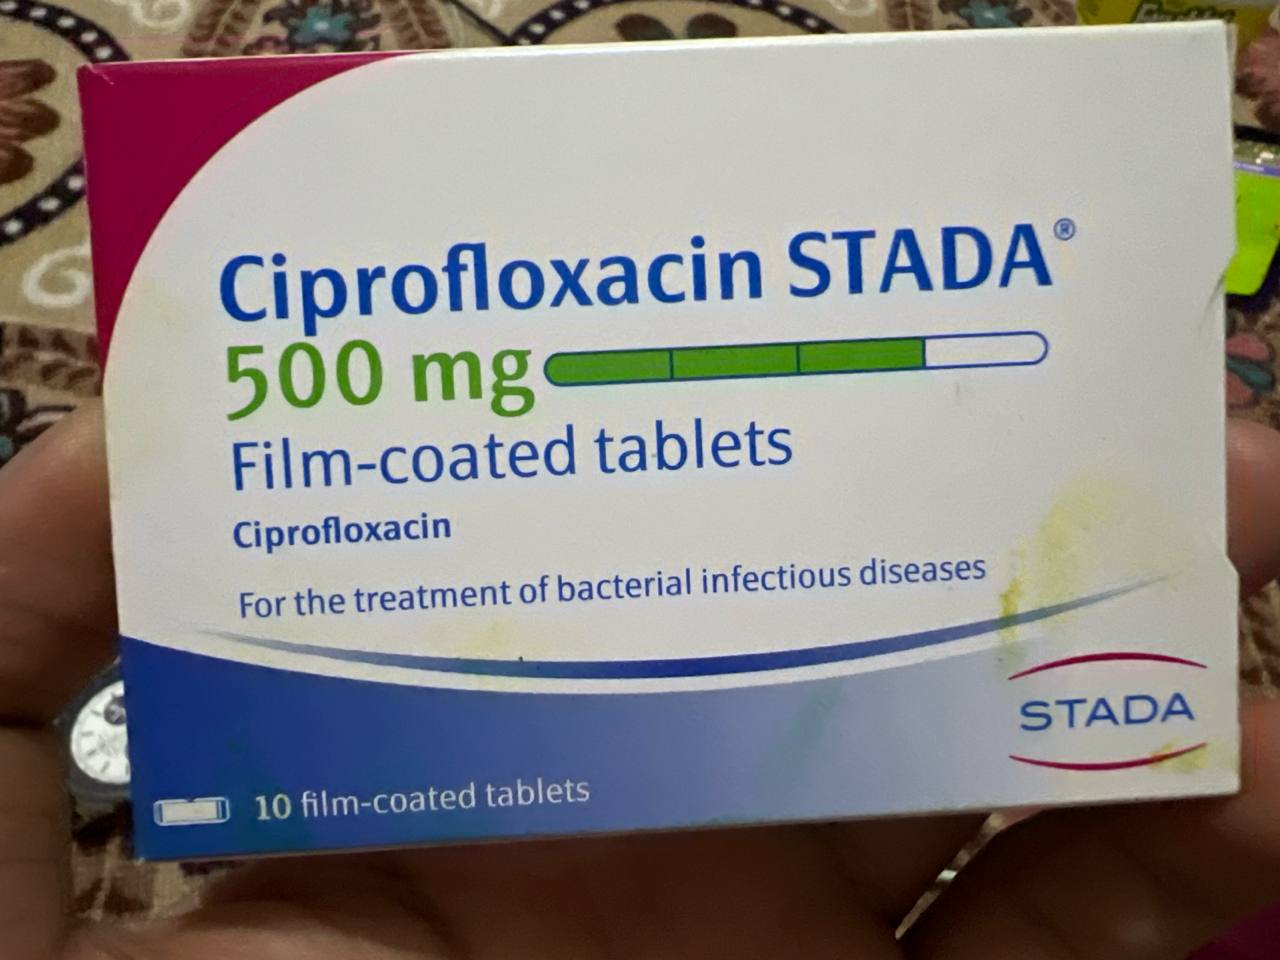 Ciprofloxacin STADA®
500 mg
Film-coated tablets
Ciprofloxacin
For the treatment of bacterial infectious diseases
STADA
10 film-coated tablets